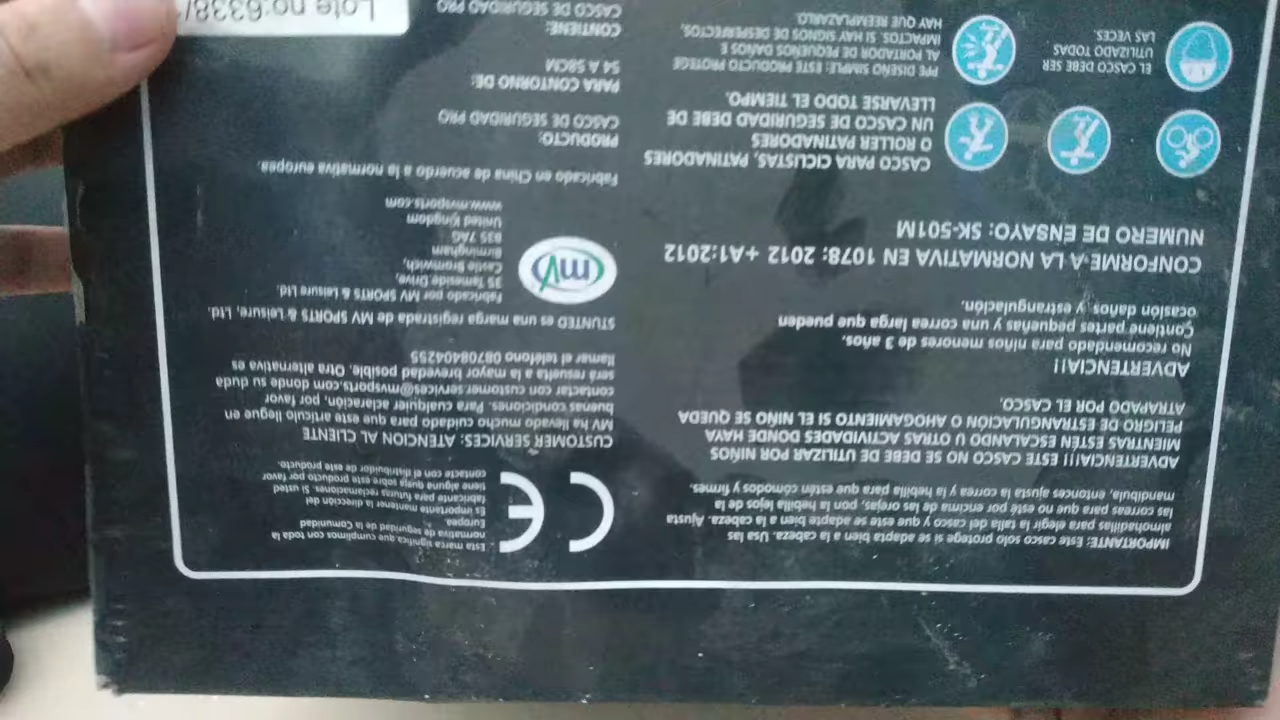 IMPORTANTE: Este casco solo protege si se adapta bien a la cabeza. Usa las
almohadillas para elegir la talla del casco y que este se adapte bien a la cabeza. Ajusta
las correas para que no esté por encima de las orejas, pon la hebilla lejos de la
mandíbula, entonces ajusta la correa y la hebilla para que estén cómodos y firmes.
ADVERTENCIA!!! ESTE CASCO NO SE DEBE DE UTILIZAR POR NIÑOS
MIENTRAS ESTÉN ESCALANDO U OTRAS ACTIVIDADES DONDE HAYA
PELIGRO DE ESTRANGULACIÓN O AHOGAMIENTO SI EL NIÑO SE QUEDA
ATRAPADO POR EL CASCO.
ADVERTENCIA!!
No recomendado para niños menores de 3 años.
Contiene partes pequeñas y una correa larga que pueden
ocasión daños y estrangulación.
CONFORME A LA NORMATIVA EN 1078: 2012 +A1:2012
NUMERO DE ENSAYO: SK-501M
CASCO PARA CICLISTAS, PATINADORES
O ROLLER PATINADORES
UN CASCO DE SEGURIDAD DEBE DE
LLEVARSE TODO EL TIEMPO.
EL CASCO DEBE SER
UTILIZADO TODAS
LAS VECES.
PPE DISEÑO SIMPLE: ESTE PRODUCTO PROTEGE
AL PORTADOR DE PEQUEÑOS DAÑOS E
IMPACTOS. SI HAY SIGNOS DE DESPERFECTOS,
HAY QUE REEMPLAZARLO.
CE
Esta marca significa que cumplimos con toda la
normativa de seguridad de la Comunidad
Europea.
Es importante mantener la dirección del
fabricante para futuras reclamaciones. Si usted
tiene alguna queja sobre este producto por favor
contacte con el distribuidor de este producto.
CUSTOMER SERVICES: ATENCION AL CLIENTE
MV ha llevado mucho cuidado para que este artículo llegue en
buenas condiciones. Para cualquier aclaración, por favor
contactar con customer.services@mvsports.com donde su duda
será resuelta a la mayor brevedad posible. Otra alternativa es
llamar el teléfono 08708404255
STUNTED es una marga registrada de MV SPORTS & Leisure, Ltd.
mv
Fabricado por MV SPORTS & Leisure Ltd
35 Tameside Drive,
Castle Bromwich,
Birmingham
B35 7AG
United Kingdom
www.mvsports.com
Fabricado en China de acuerdo a la normativa europea.
PRODUCTO:
CASCO DE SEGURIDAD PRO
PARA CONTORNO DE:
54 A 58CM
CONTIENE:
CASCO DE SEGURIDAD PRO
Lote no:6338/